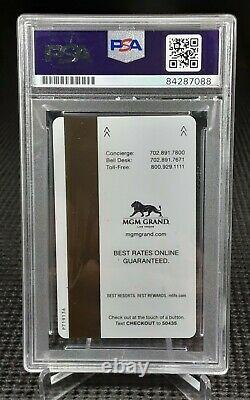 PSA
PSA
84287088
Concierge: 702.891.7800
Bell Desk: 702.891.7671
Toll-Free: 800.929.1111
MGM GRAND.
LAS VEGAS
mgmgrand.com
BEST RATES ONLINE
GUARANTEED.
BEST RESORTS. BEST REWARDS. mlife.com
Check out at the touch of a button.
Text CHECKOUT to 50435.